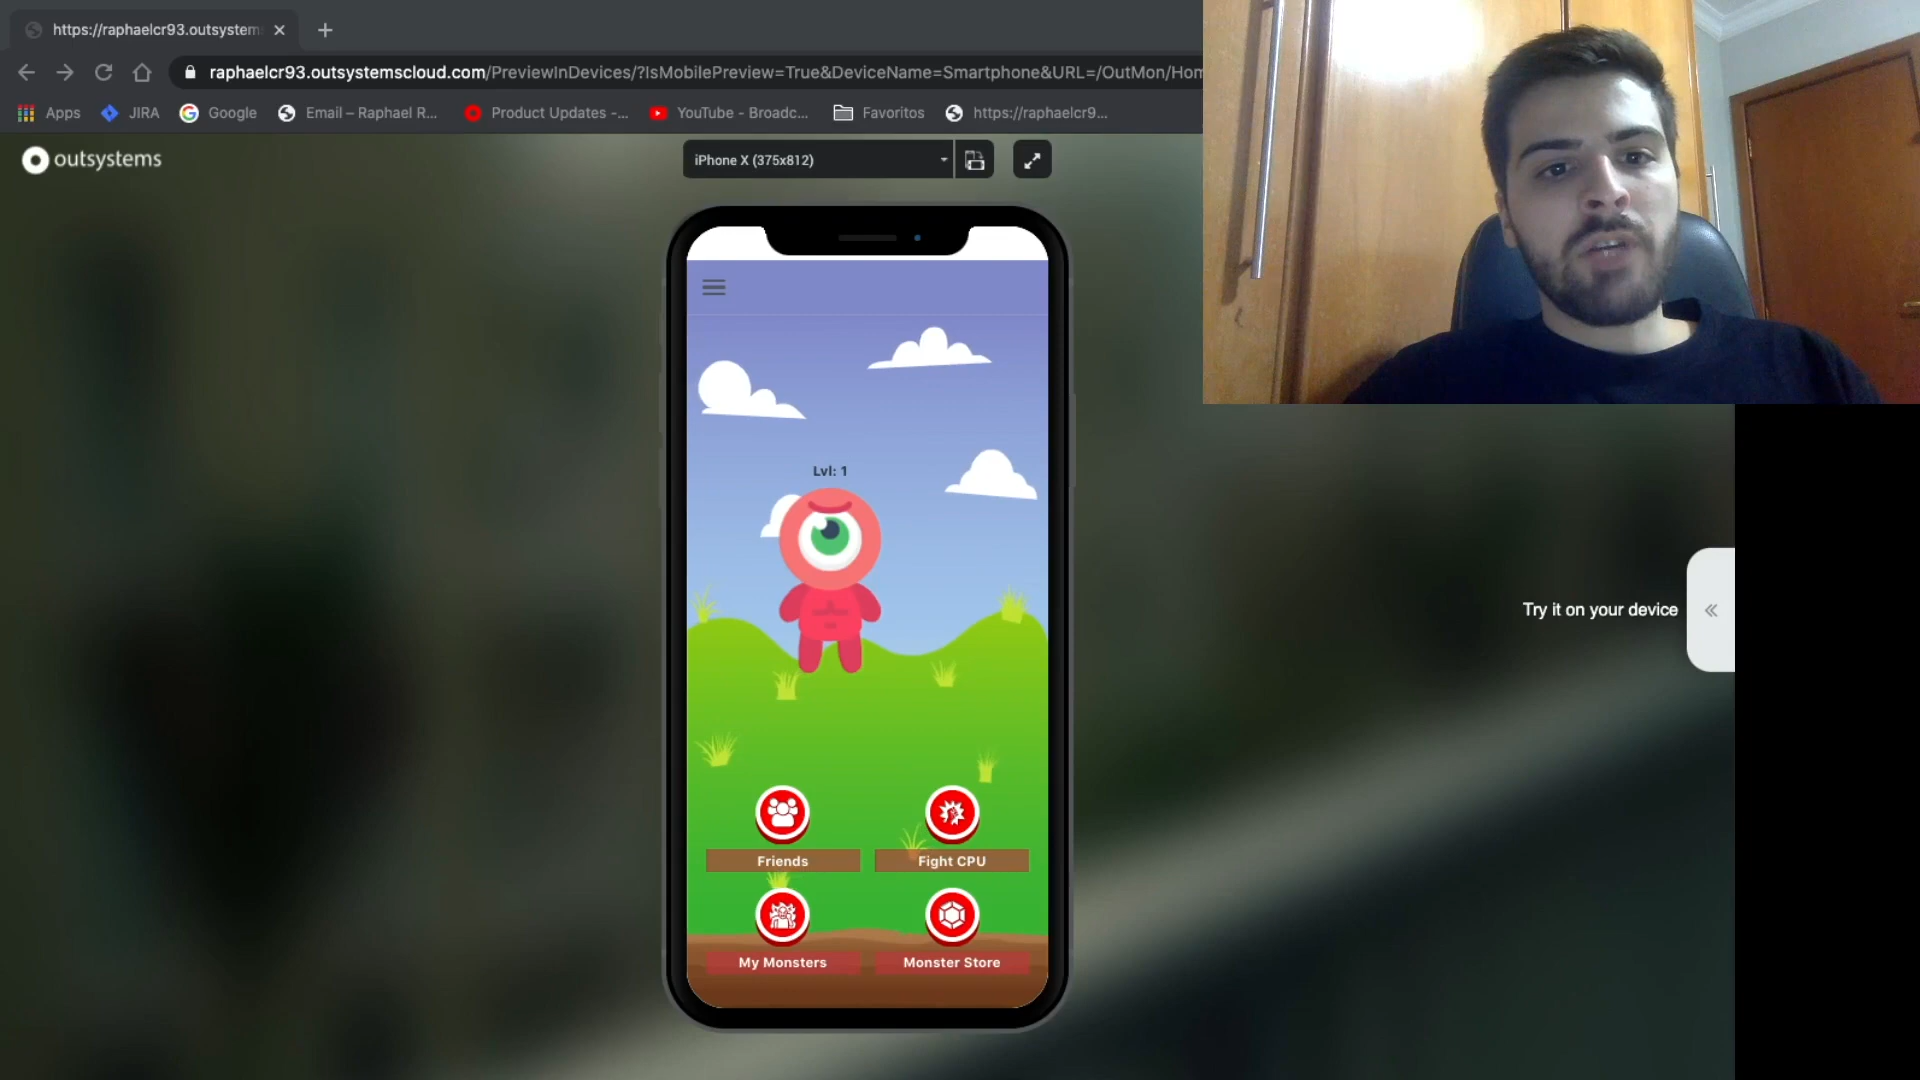 https://raphaelcr93.outsystem
raphaelcr93.outsystemscloud.com/PreviewInDevices/?IsMobilePreview=True&DeviceName=Smartphone&URL=/OutMon/Hom
Apps
JIRA
Google
Email – Raphael R...
Product Updates -...
YouTube - Broadc...
Favoritos
https://raphaelcr9...
outsystems
iPhone X (375x812)
Lvl: 1
Try it on your device
Friends
Fight CPU
My Monsters
Monster Store